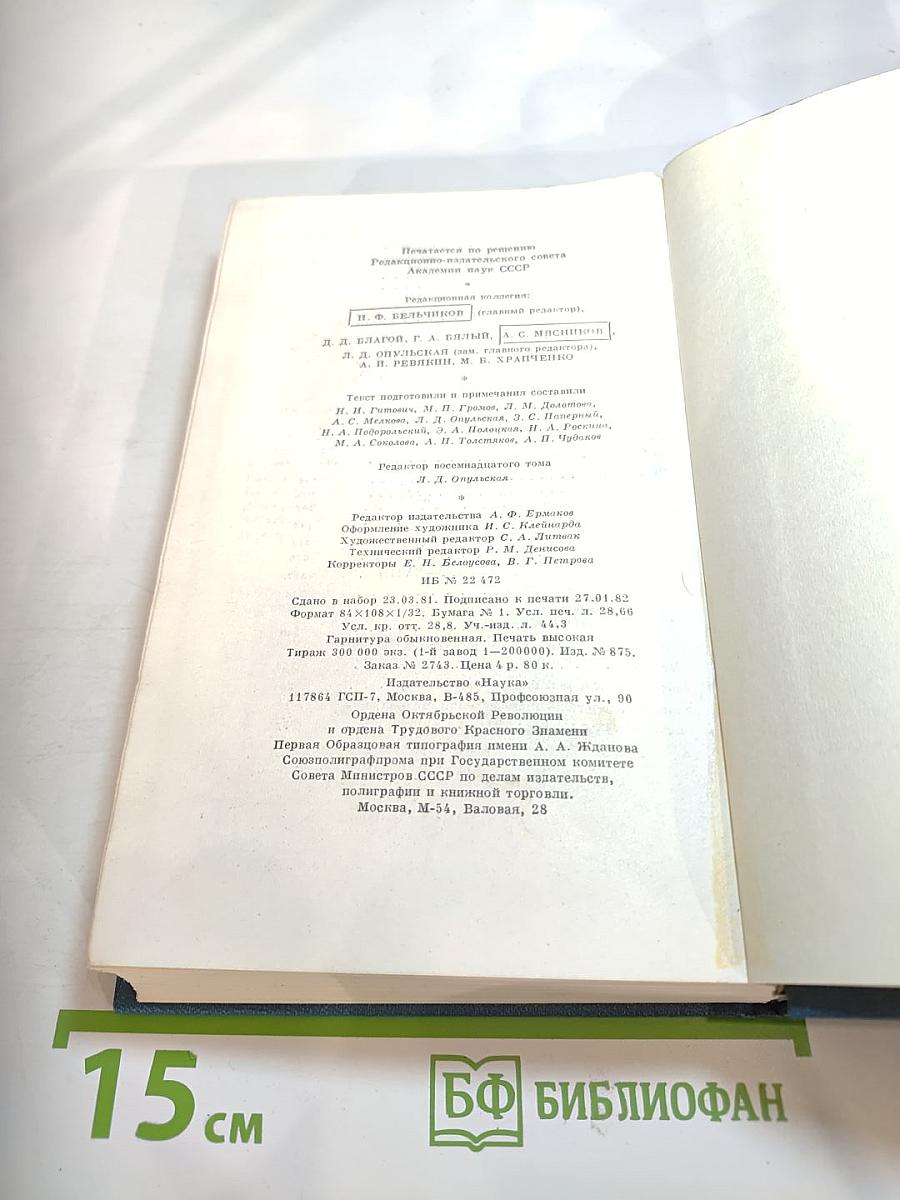 Печатается по решению
Редакционно-издательского совета
Академии наук СССР
*
Редакционная коллегия:
Н. Ф. БЕЛЬЧИКОВ (главный редактор),
Д. Д. БЛАГОЙ, Г. А. БЯЛЫЙ, А. С. МЯСНИКОВ,
Л. Д. ОПУЛЬСКАЯ (зам. главного редактора),
А. И. РЕВЯКИН, М. Б. ХРАПЧЕНКО
*
Текст подготовили и примечания составили
Н. И. Гитович, М. П. Громов, Л. М. Долотова,
А. С. Мелкова, Л. Д. Опульская, З. С. Паперный,
Н. А. Подорольский, Э. А. Полоцкая, Н. А. Роскина,
М. А. Соколова, А. П. Толстяков, А. П. Чудаков
Редактор восемнадцатого тома
Л. Д. Опульская
*
Редактор издательства А. Ф. Ермаков
Оформление художника И. С. Клейнарда
Художественный редактор С. А. Литвак
Технический редактор Р. М. Денисова
Корректоры Е. Н. Белоусова, В. Г. Петрова
ИБ № 22 472
Сдано в набор 23.03.81. Подписано к печати 27.01.82
Формат 84×108×1/32. Бумага № 1. Усл. печ. л. 28,66
Усл. кр. отт. 28,8. Уч.-изд. л. 44,3
Гарнитура обыкновенная. Печать высокая
Тираж 300 000 экз. (1-й завод 1—200000). Изд. № 875.
Заказ № 2743. Цена 4 р. 80 к.
Издательство «Наука»
117864 ГСП-7, Москва, В-485, Профсоюзная ул., 90
Ордена Октябрьской Революции
и ордена Трудового Красного Знамени
Первая Образцовая типография имени А. А. Жданова
Союзполиграфпрома при Государственном комитете
Совета Министров СССР по делам издательств,
полиграфии и книжной торговли.
Москва, М-54, Валовая, 28
15 см
БФ БИБЛИОФАН